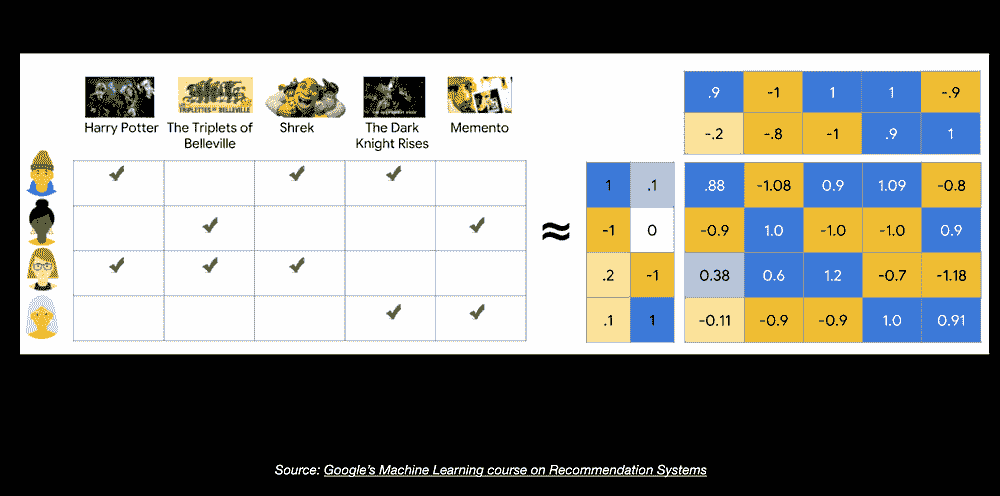 .9 -1 1 1 -.9
Harry Potter The Triplets of Belleville Shrek The Dark Knight Rises Memento
-.2 -.8 -1 .9 1
✔ ✔ ✔ 1 .1 .88 -1.08 0.9 1.09 -0.8
✔ ✔ ≈ -1 0 -0.9 1.0 -1.0 -1.0 0.9
✔ ✔ ✔ .2 -1 0.38 0.6 1.2 -0.7 -1.18
✔ ✔ .1 1 -0.11 -0.9 -0.9 1.0 0.91
Source: Google's Machine Learning course on Recommendation Systems